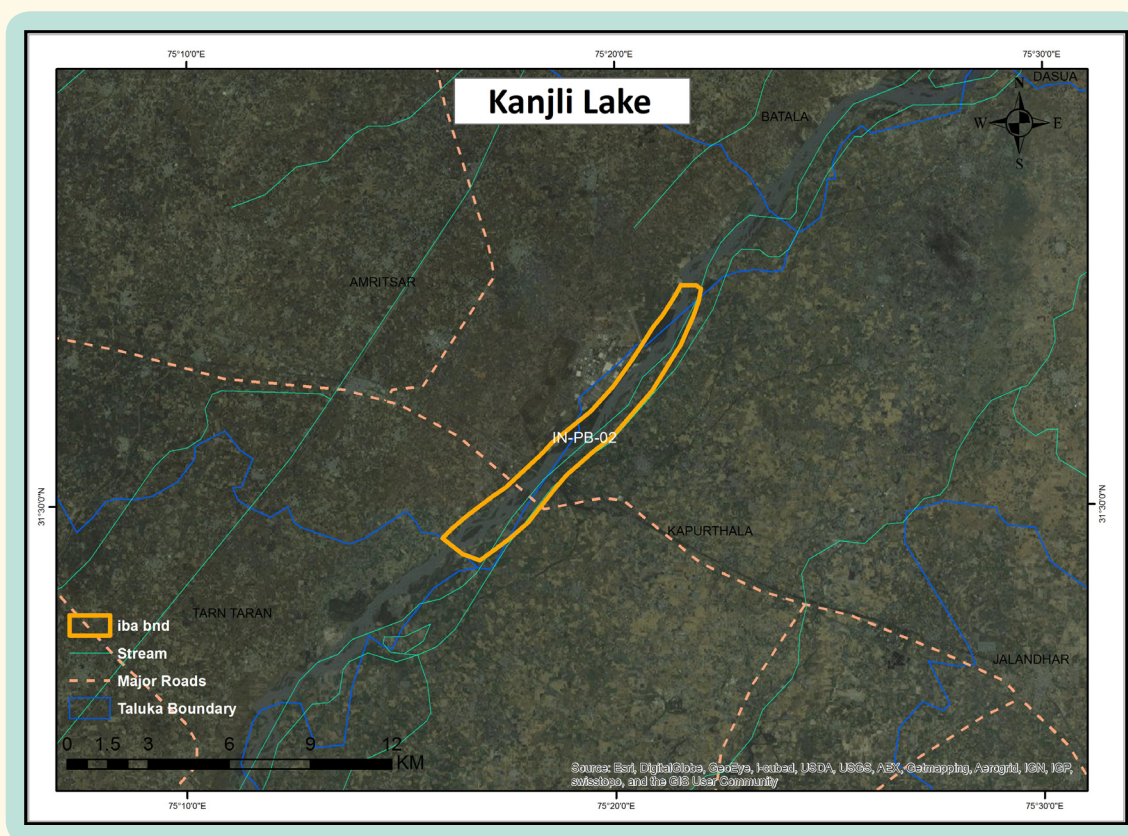 75°10'0"E
75°20'0"E
75°30'0"E
Kanjli Lake
DASUA
N
W
E
S
BATALA
AMRITSAR
IN-PB-02
31°30'0"N
31°30'0"N
KAPURTHALA
TARN TARAN
JALANDHAR
iba bnd
Stream
Major Roads
Taluka Boundary
0 1.5 3 6 9 12
KM
Source: Esri, DigitalGlobe, GeoEye, i-cubed, USDA, USGS, AEX, Getmapping, Aerogrid, IGN, IGP,
swisstopo, and the GIS User Community
75°10'0"E
75°20'0"E
75°30'0"E